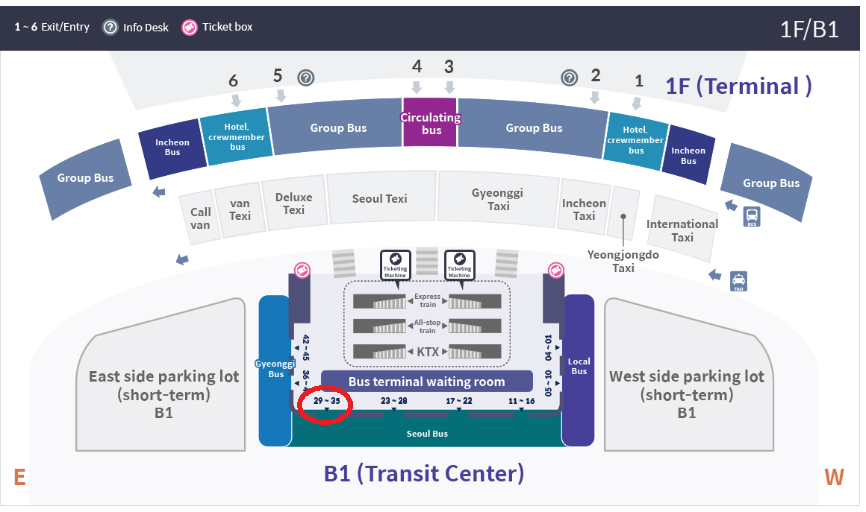 1 ~ 6 Exit/Entry
Info Desk
Ticket box
1F/B1
1F (Terminal )
6
5
4
3
2
1
Group Bus
Incheon
Bus
Hotel,
crewmember
bus
Group Bus
Circulating
bus
Group Bus
Hotel,
crewmember
bus
Incheon
Bus
Group Bus
Call
van
van
Texi
Deluxe
Texi
Seoul Texi
Gyeonggi
Taxi
Incheon
Taxi
Yeongjongdo
Taxi
International
Taxi
BUS
TAXI
Ticketing
Machine
Ticketing
Machine
Express
train
All-stop
train
KTX
Bus terminal waiting room
42 ~ 45
36 ~ 4
29 ~ 35
23 ~ 28
17 ~ 22
11 ~ 16
05 ~ 10
04 ~ 01
Gyeonggi
Bus
Local
Bus
Seoul Bus
East side parking lot
(short-term)
B1
West side parking lot
(short-term)
B1
E
B1 (Transit Center)
W